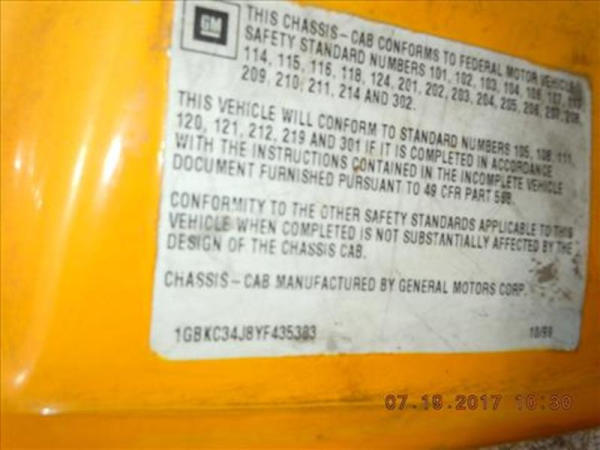 GM
THIS CHASSIS-CAB CONFORMS TO FEDERAL MOTOR VEHICLE
SAFETY STANDARD NUMBERS 101, 102, 103, 104, 106, 107, 113
114, 115, 116, 118, 124, 201, 202, 203, 204, 205, 206, 207, 208,
209, 210, 211, 214 AND 302.
THIS VEHICLE WILL CONFORM TO STANDARD NUMBERS 105, 108, 111,
120, 121, 212, 219 AND 301 IF IT IS COMPLETED IN ACCORDANCE
WITH THE INSTRUCTIONS CONTAINED IN THE INCOMPLETE VEHICLE
DOCUMENT FURNISHED PURSUANT TO 49 CFR PART 568.
CONFORMITY TO THE OTHER SAFETY STANDARDS APPLICABLE TO THIS
VEHICLE WHEN COMPLETED IS NOT SUBSTANTIALLY AFFECTED BY THE
DESIGN OF THE CHASSIS CAB.
CHASSIS-CAB MANUFACTURED BY GENERAL MOTORS CORP.
1GBKC34J8YF435383 10/99
07.19.2017 10:30